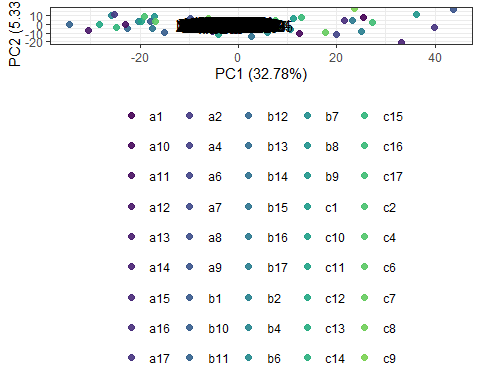 PC2 (5.33
10
0
-10
-20
-20 0 20 40
PC1 (32.78%)
a1 a2 b12 b7 c15
a10 a4 b13 b8 c16
a11 a6 b14 b9 c17
a12 a7 b15 c1 c2
a13 a8 b16 c10 c4
a14 a9 b17 c11 c6
a15 b1 b2 c12 c7
a16 b10 b4 c13 c8
a17 b11 b6 c14 c9